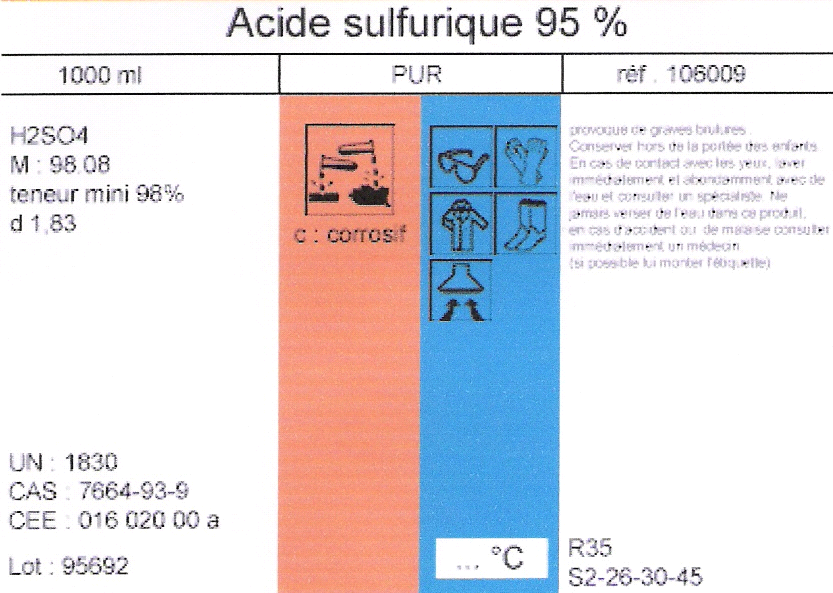 Acide sulfurique 95 %
1000 ml
PUR
réf : 106009
H2SO4
M : 98.08
teneur mini 98%
d 1,83
c : corrosif
provoque de graves brulures .
Conserver hors de la portée des enfants
En cas de contact avec les yeux, laver
immédiatement et abondamment avec de
l'eau et consulter un spécialiste. Ne
jamais verser de l'eau dans ce produit,
en cas d'accident ou de malaise consulter
immédiatement un médecin
(si possible lui monter l'étiquette)
UN : 1830
CAS : 7664-93-9
CEE : 016 020 00 a
Lot : 95692
... °C
R35
S2-26-30-45